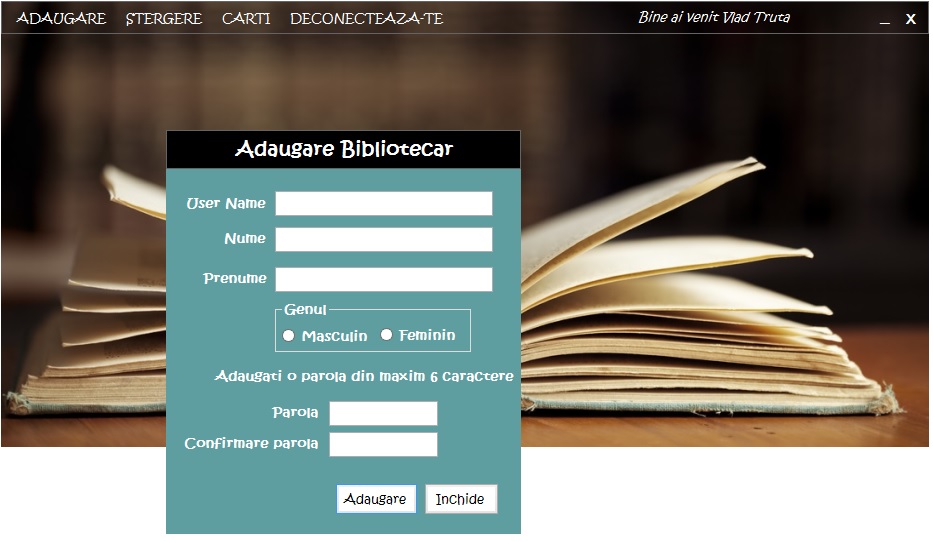 ADAUGARE STERGERE CARTI DECONECTEAZA-TE Bine ai venit Vlad Truta _ X
Adaugare Bibliotecar
User Name
Nume
Prenume
Genul
Masculin Feminin
Adaugati o parola din maxim 6 caractere
Parola
Confirmare parola
Adaugare Inchide